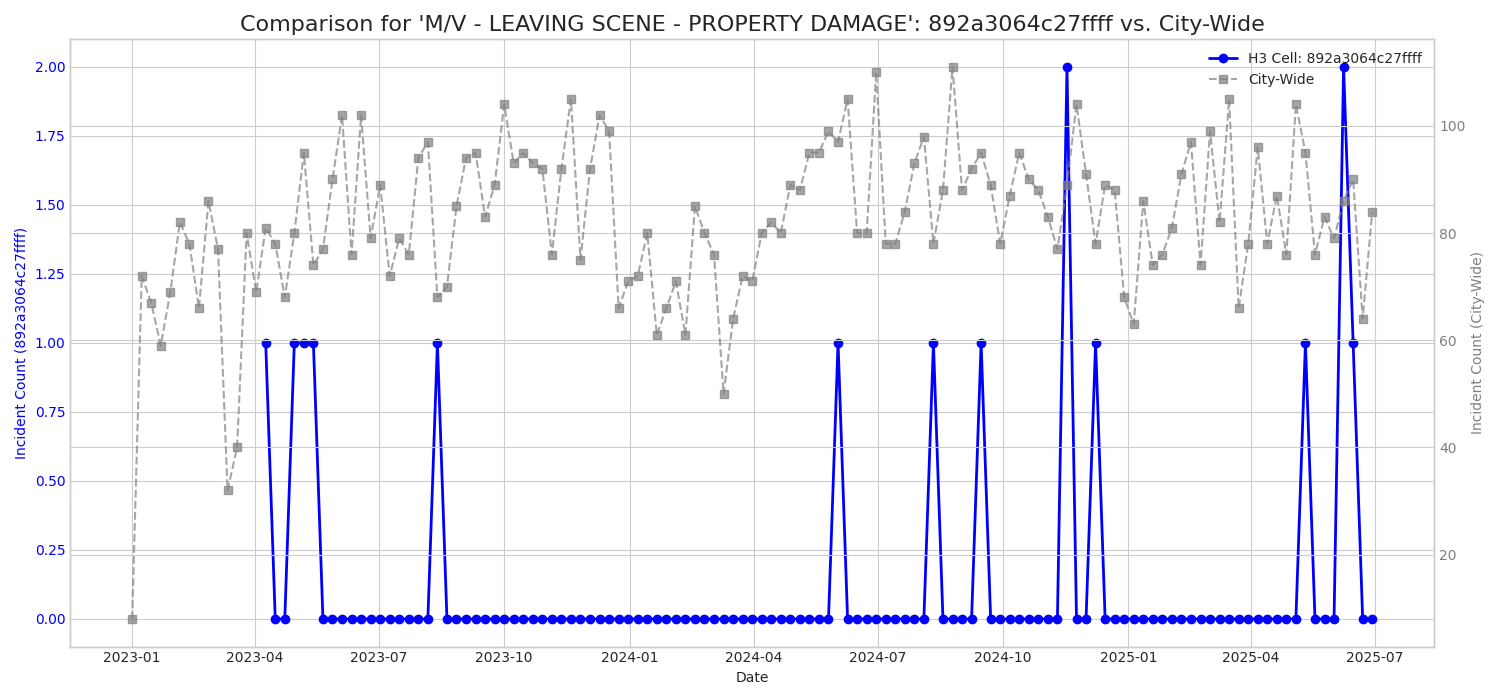 Comparison for 'M/V - LEAVING SCENE - PROPERTY DAMAGE': 892a3064c27ffff vs. City-Wide
H3 Cell: 892a3064c27ffff
City-Wide
Incident Count (892a3064c27ffff)
2.00
1.75
1.50
1.25
1.00
0.75
0.50
0.25
0.00
100
80
60
40
20
Incident Count (City-Wide)
2023-01 2023-04 2023-07 2023-10 2024-01 2024-04 2024-07 2024-10 2025-01 2025-04 2025-07
Date